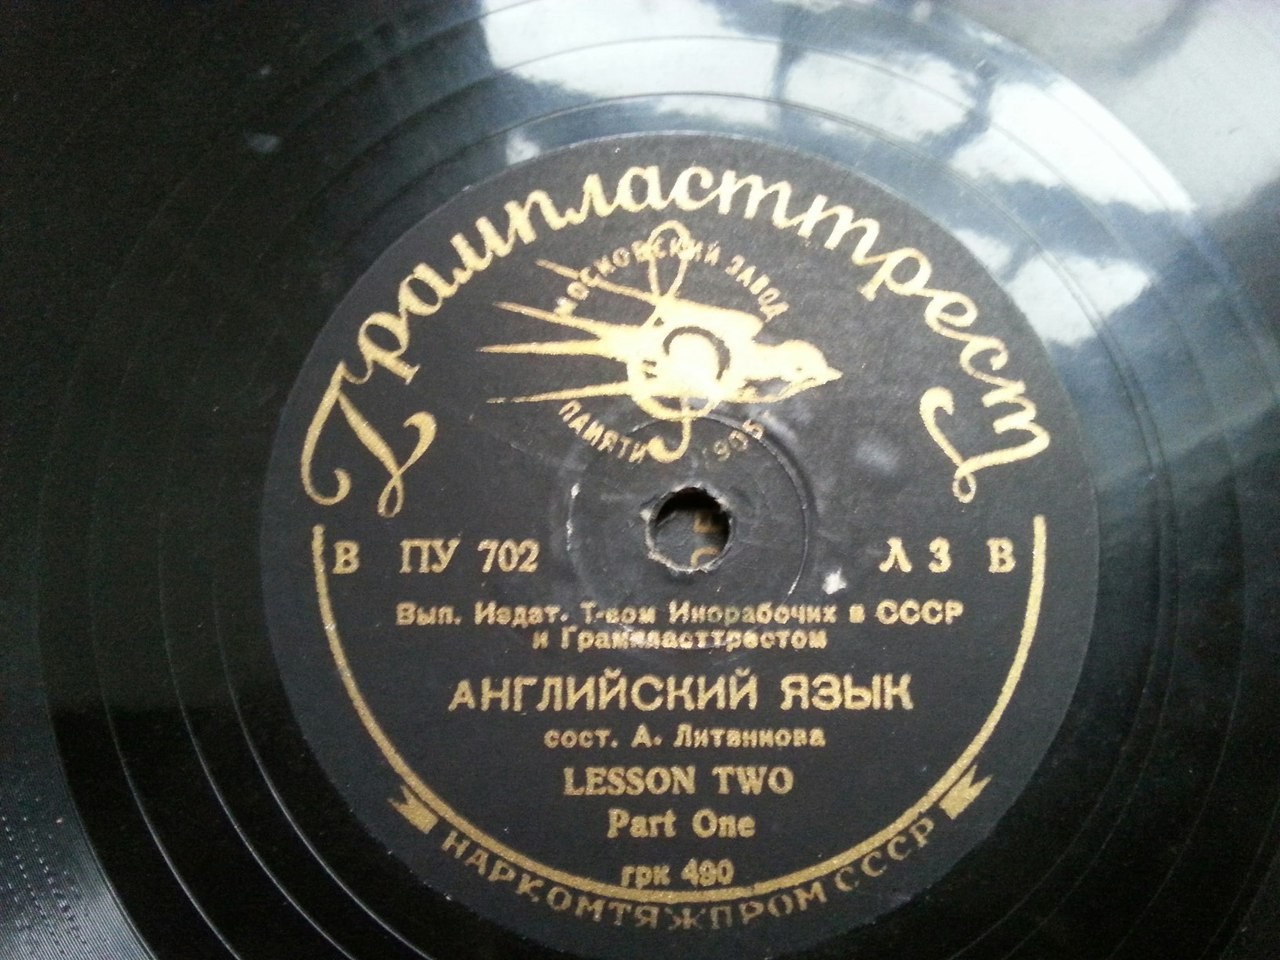 Грампласттрест
МОСКОВСКИЙ ЗАВОД
ПАМЯТИ 1905
В ПУ 702 Л 3 В
Вып. Издат. Т-вом Инорабочих в СССР
и Грампласттрестом
АНГЛИЙСКИЙ ЯЗЫК
сост. А. Литвинова
LESSON TWO
Part One
грк 490
НАРКОМТЯЖПРОМ СССР